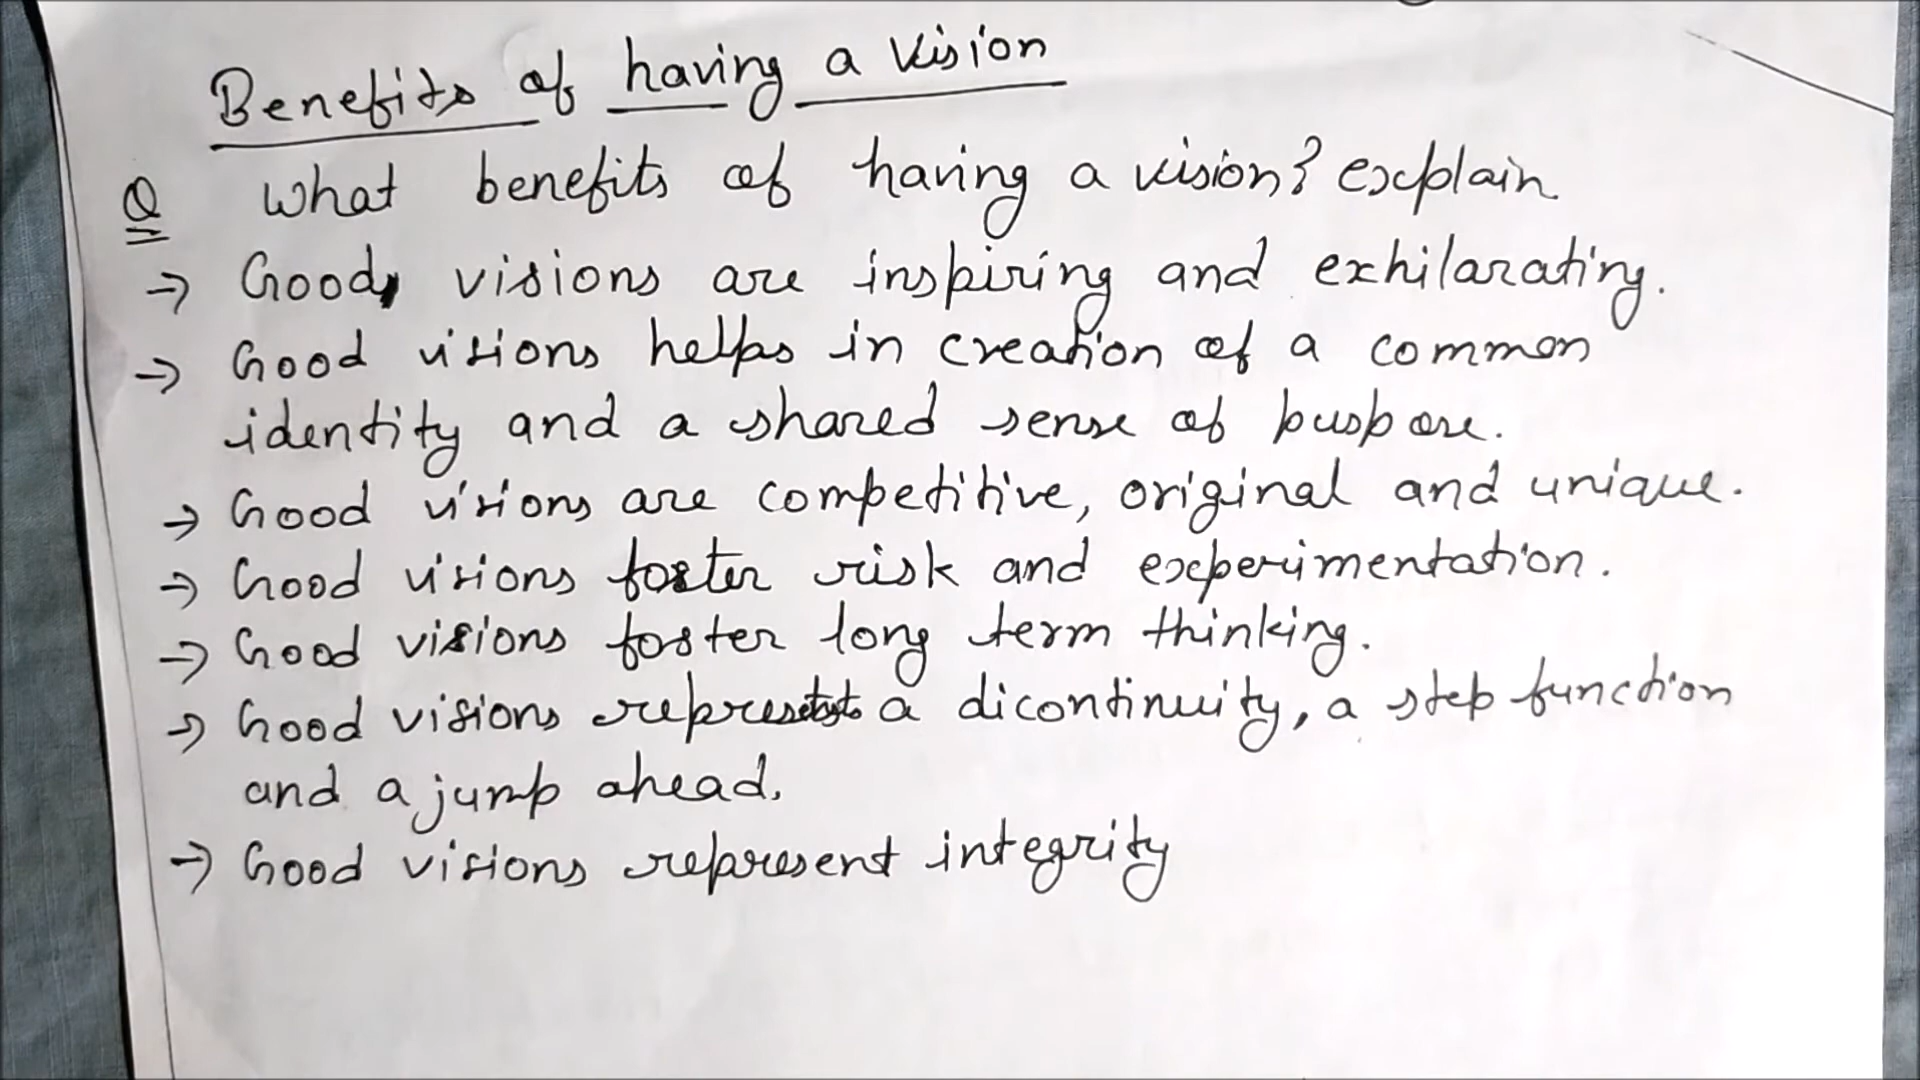 Benefits of having a vision
Q What benefits of having a vision? explain
→ Good visions are inspiring and exhilarating.
→ Good visions helps in creation of a common
identity and a shared sense of puspose.
→ Good visions are competitive, original and unique.
→ Good visions foster risk and experimentation.
→ Good visions foster long term thinking.
→ Good visions represents a dicontinuity, a step function
and a jump ahead.
→ Good visions represent integrity